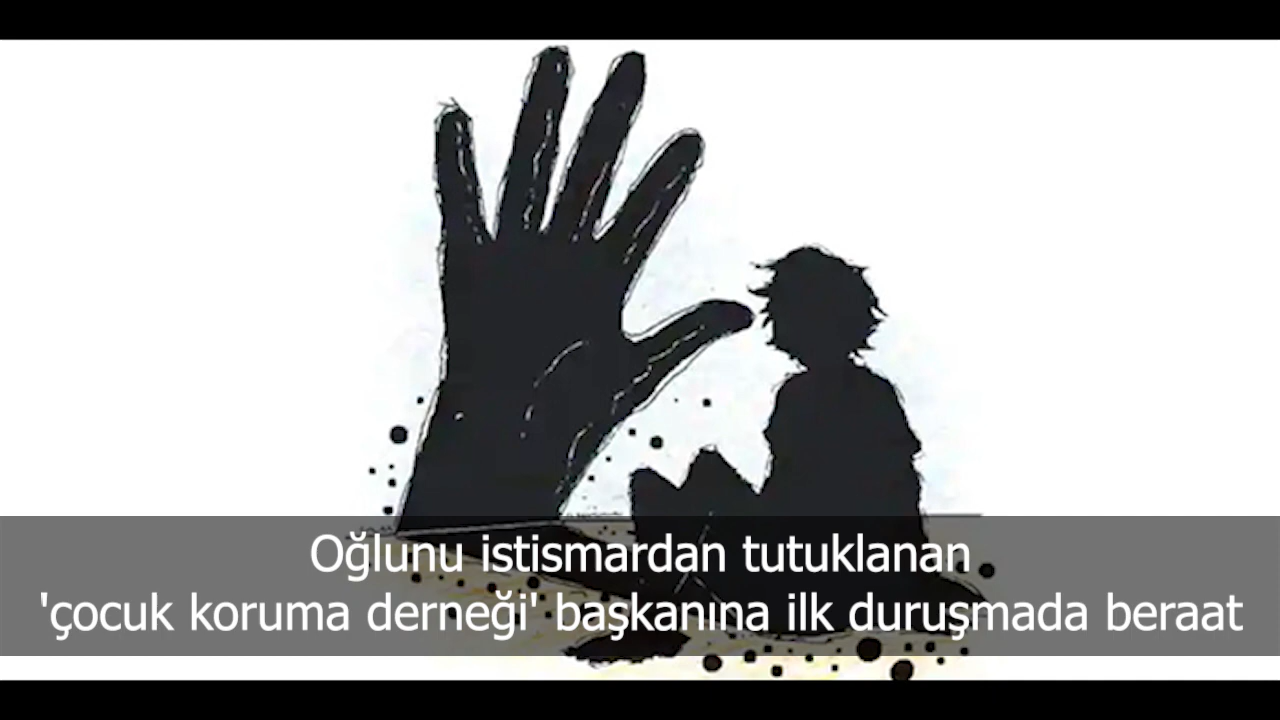 Oğlunu istismardan tutuklanan
'çocuk koruma derneği' başkanına ilk duruşmada beraat